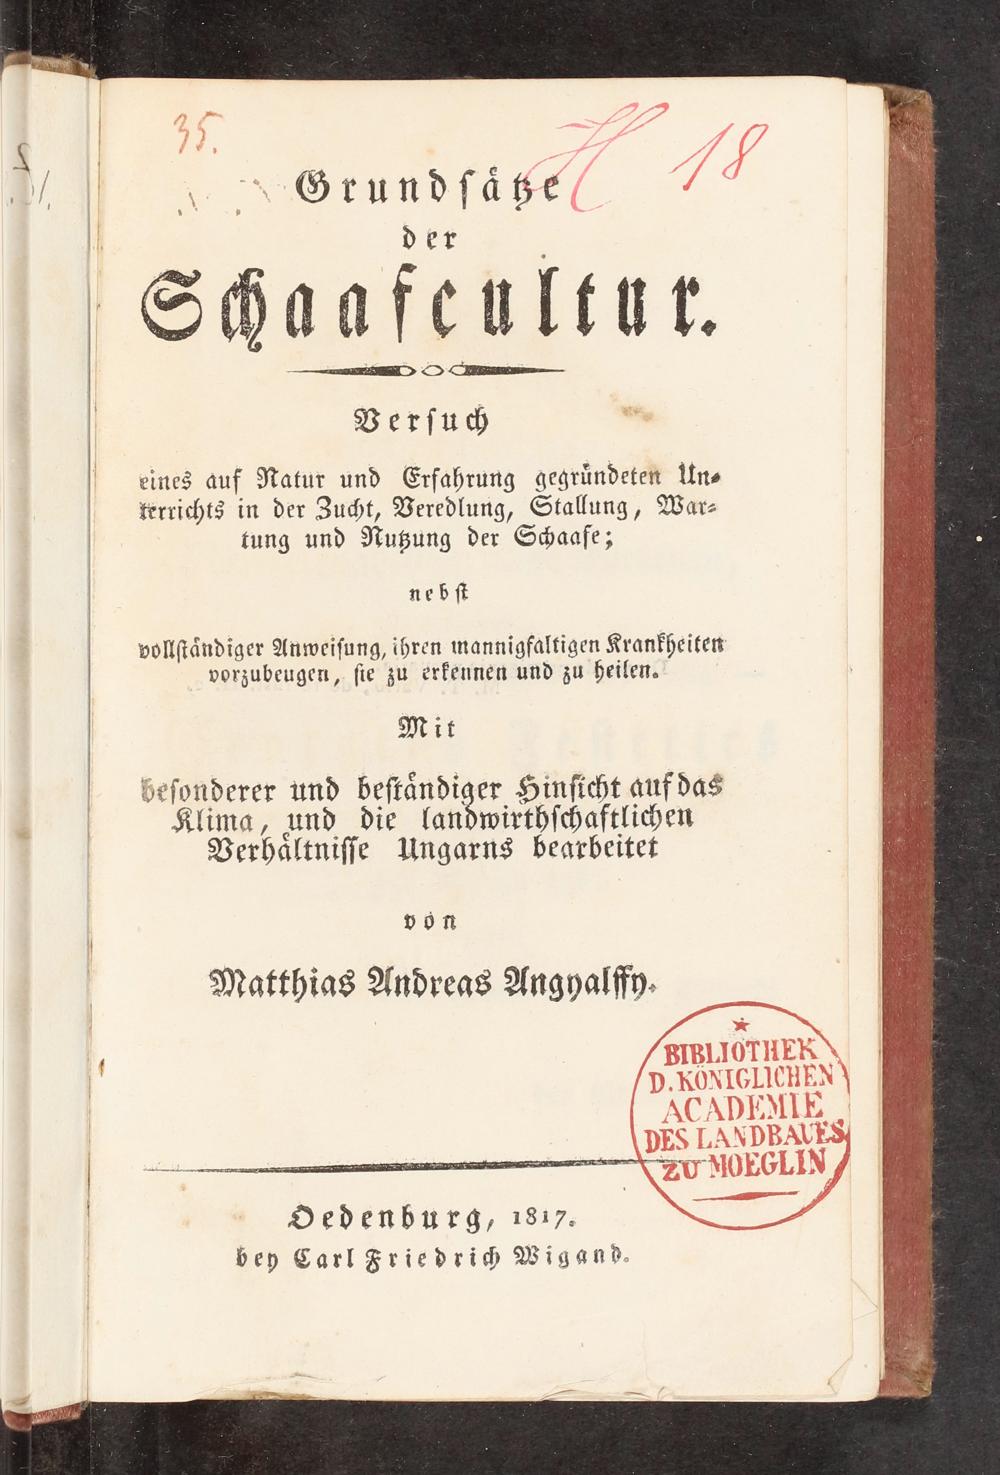 35.
H 18
Grundsätze
der
Schaafcultur.
Versuch
eines auf Natur und Erfahrung gegründeten Un-
terrichts in der Zucht, Veredlung, Stallung, War-
tung und Nutzung der Schaafe;
nebst
vollständiger Anweisung, ihren mannigfaltigen Krankheiten
vorzubeugen, sie zu erkennen und zu heilen.
Mit
besonderer und beständiger Hinsicht auf das
Klima, und die landwirthschaftlichen
Verhältnisse Ungarns bearbeitet
von
Matthias Andreas Angyalffy.
BIBLIOTHEK
D. KÖNIGLICHEN
ACADEMIE
DES LANDBAUES
ZU MOEGLIN
Oedenburg, 1817.
bey Carl Friedrich Wigand.